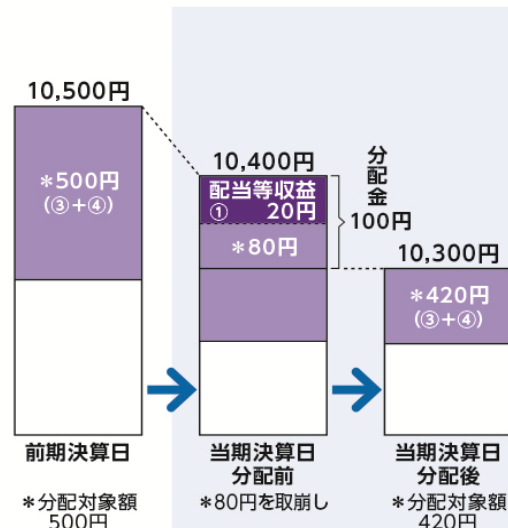 10,500円
*500円
(③+④)
前期決算日
*分配対象額
500円
10,400円
配当等収益
① 20円
*80円
分配金
100円
当期決算日
分配前
*80円を取崩し
10,300円
*420円
(③+④)
当期決算日
分配後
*分配対象額
420円